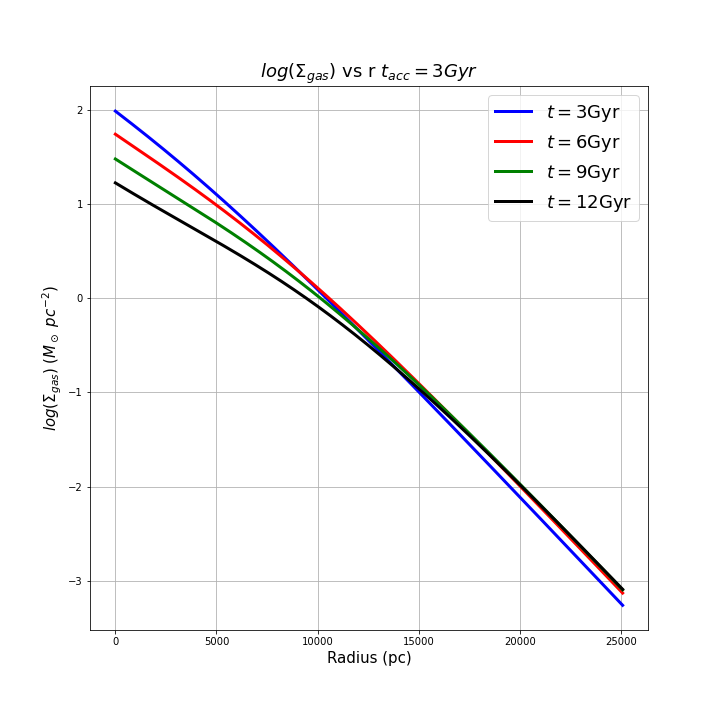 log(Σgas) vs r tacc = 3Gyr
t = 3Gyr
t = 6Gyr
t = 9Gyr
t = 12Gyr
2
1
0
−1
−2
−3
log(Σgas) (M⊙ pc−2)
0 5000 10000 15000 20000 25000
Radius (pc)